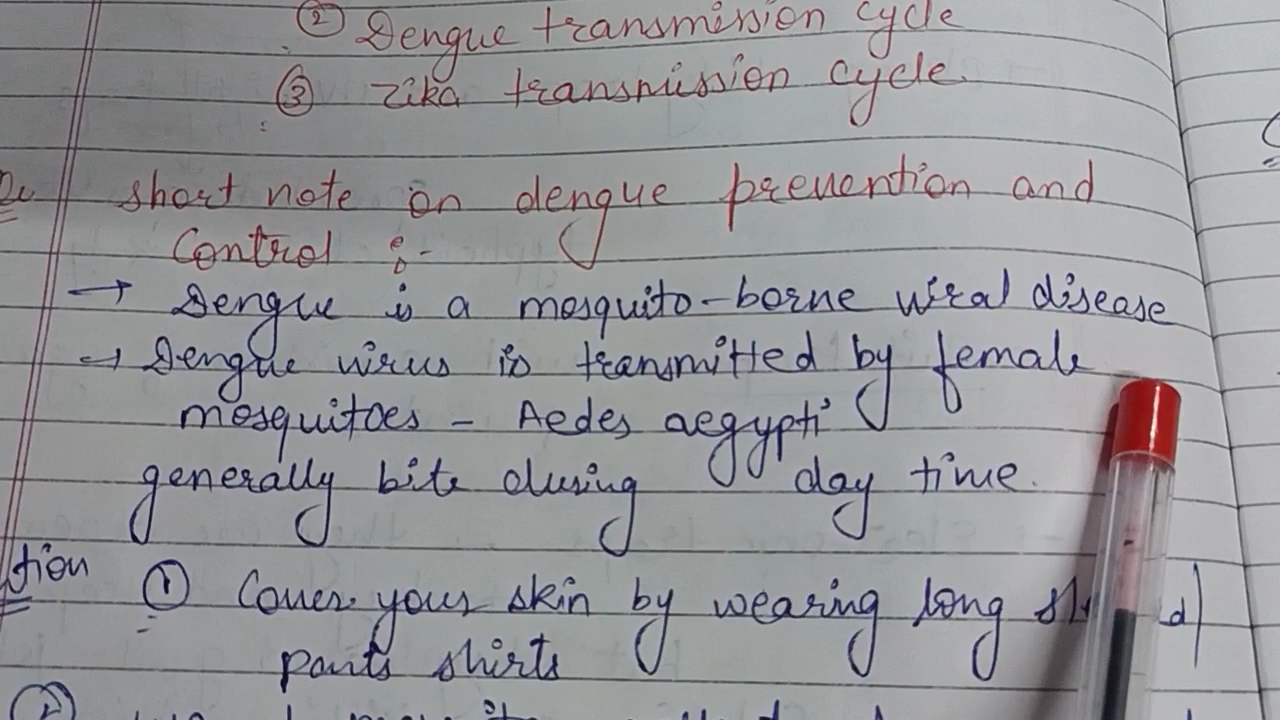 ② Dengue transmission cycle
③ Zika transmission cycle.
short note on dengue prevention and
Control :-
→ Dengue is a mosquito-borne viral disease
→ Dengue virus is transmitted by female
mosquitoes - Aedes aegypti
generally bite during day time.
tion ① Cover your skin by wearing long
pants shirts
②